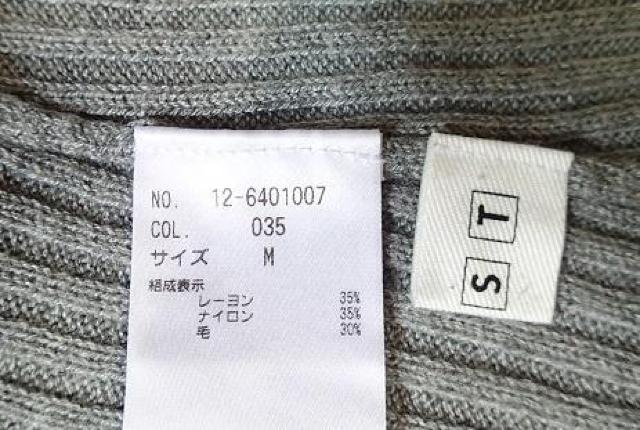 NO. 12-6401007
COL. 035
サイズ M
組成表示
レーヨン 35%
ナイロン 35%
毛 30%
T
S